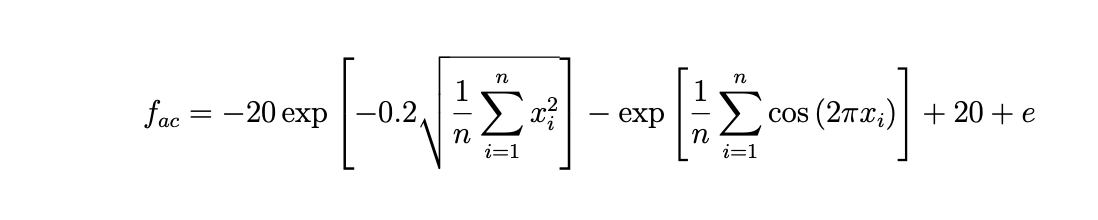 f_{ac} = -20 \exp \left[ -0.2 \sqrt{\frac{1}{n} \sum_{i=1}^{n} x_i^2} \right] - \exp \left[ \frac{1}{n} \sum_{i=1}^{n} \cos (2\pi x_i) \right] + 20 + e